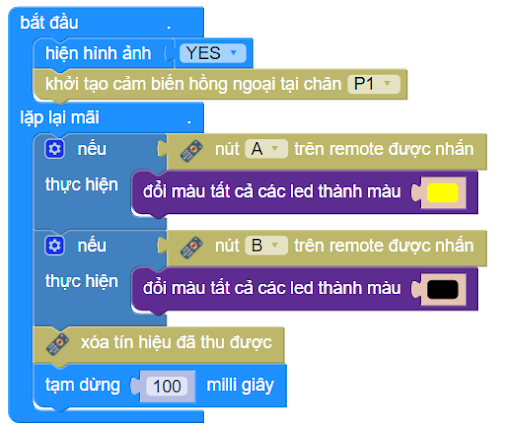 bắt đầu .
hiện hình ảnh YES
khởi tạo cảm biến hồng ngoại tại chân P1
lặp lại mãi .
nếu nút A trên remote được nhấn
thực hiện đổi màu tất cả các led thành màu
nếu nút B trên remote được nhấn
thực hiện đổi màu tất cả các led thành màu
xóa tín hiệu đã thu được
tạm dừng 100 milli giây